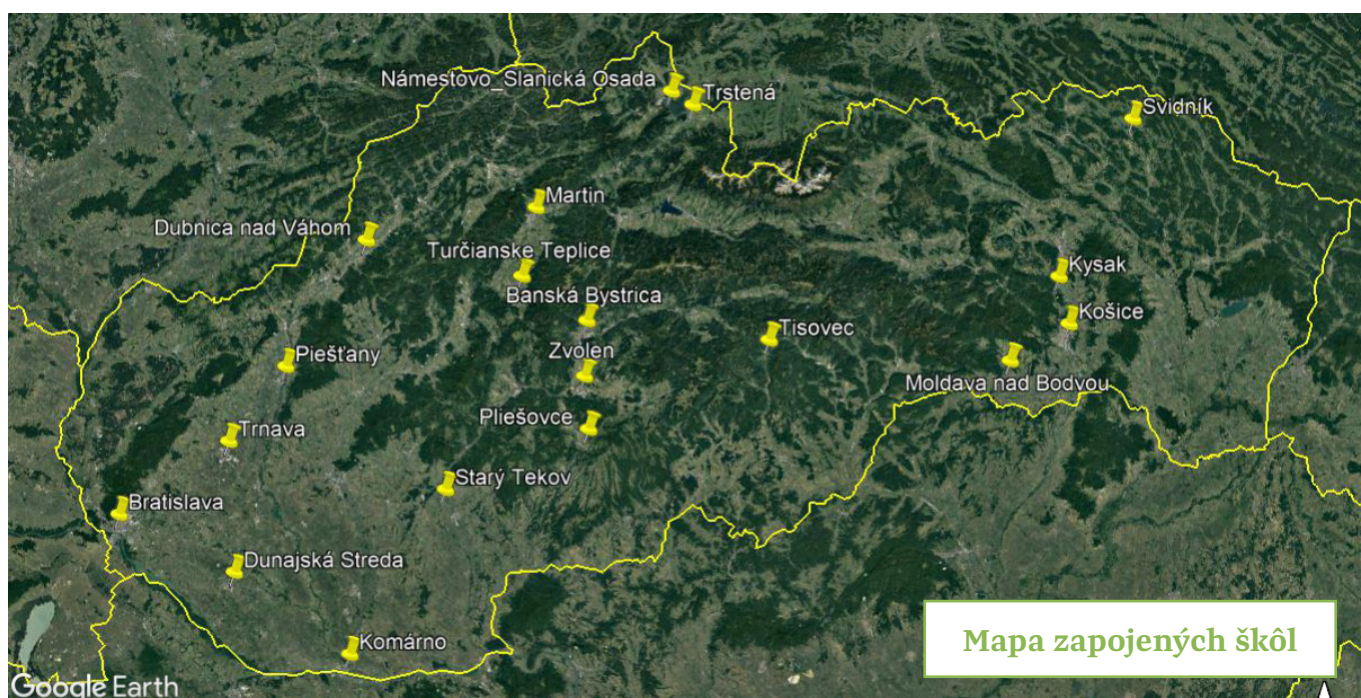 Námestovo_Slanická Osada
Trstená
Svidník
Martin
Dubnica nad Váhom
Turčianske Teplice
Kysak
Banská Bystrica
Košice
Tisovec
Zvolen
Piešťany
Moldava nad Bodvou
Pliešovce
Trnava
Starý Tekov
Bratislava
Dunajská Streda
Komárno
Mapa zapojených škôl
Google Earth